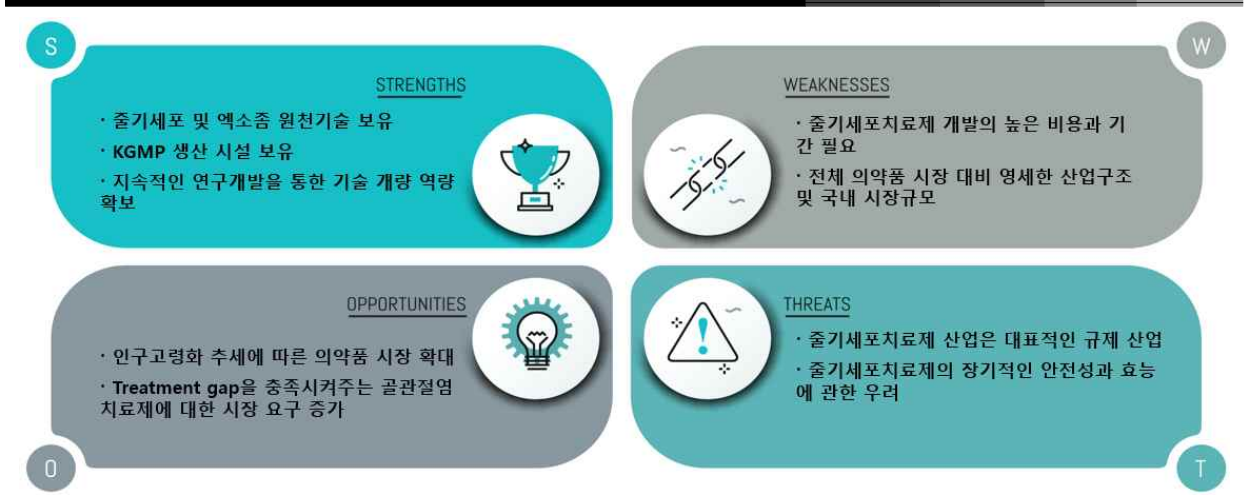 S
STRENGTHS
· 줄기세포 및 엑소좀 원천기술 보유
· KGMP 생산 시설 보유
· 지속적인 연구개발을 통한 기술 개량 역량
확보
W
WEAKNESSES
· 줄기세포치료제 개발의 높은 비용과 기
간 필요
· 전체 의약품 시장 대비 영세한 산업구조
및 국내 시장규모
OPPORTUNITIES
· 인구고령화 추세에 따른 의약품 시장 확대
· Treatment gap을 충족시켜주는 골관절염
치료제에 대한 시장 요구 증가
O
THREATS
· 줄기세포치료제 산업은 대표적인 규제 산업
· 줄기세포치료제의 장기적인 안전성과 효능
에 관한 우려
T